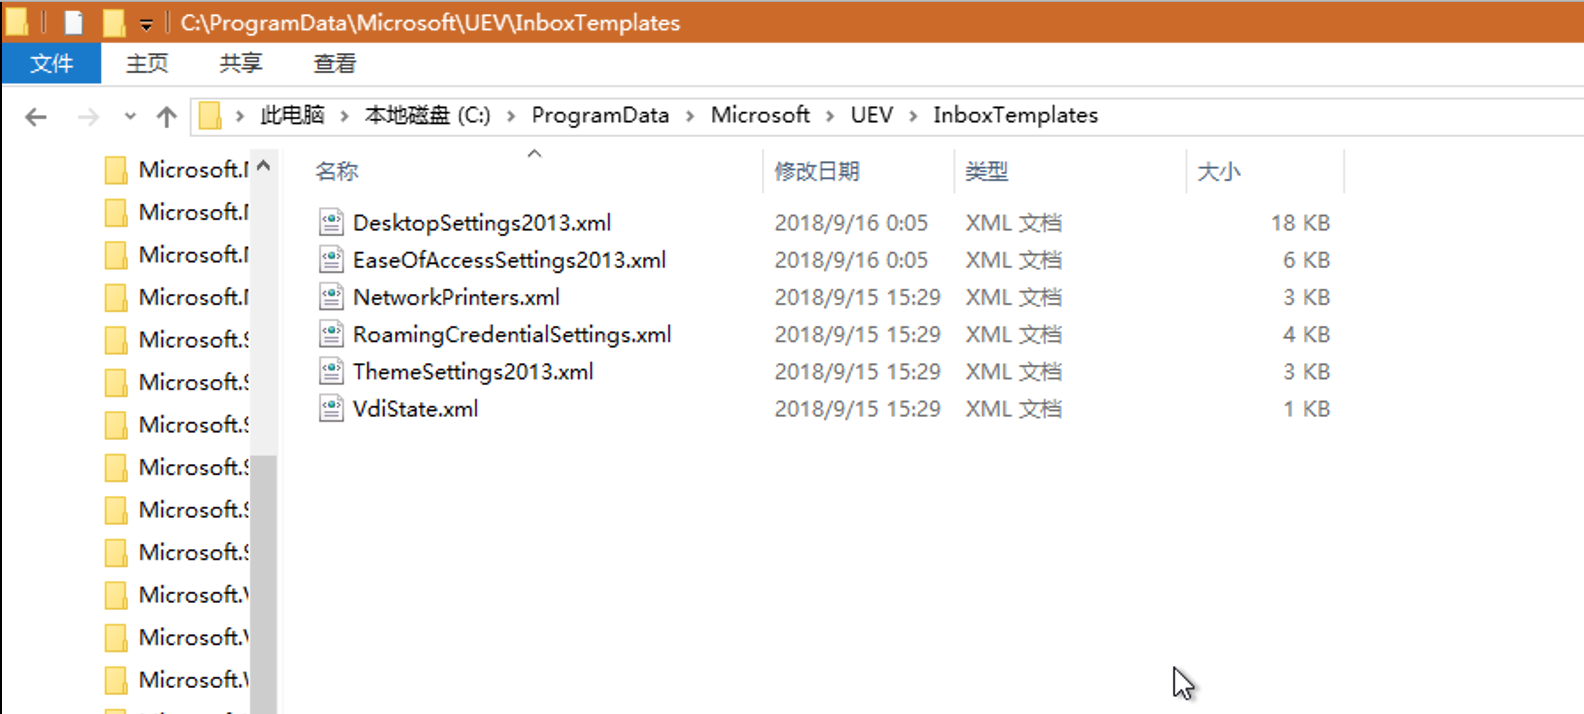 C:\ProgramData\Microsoft\UEV\InboxTemplates
文件 主页 共享 查看
此电脑 本地磁盘 (C:) ProgramData Microsoft UEV InboxTemplates
名称 修改日期 类型 大小
DesktopSettings2013.xml 2018/9/16 0:05 XML 文档 18 KB
EaseOfAccessSettings2013.xml 2018/9/16 0:05 XML 文档 6 KB
NetworkPrinters.xml 2018/9/15 15:29 XML 文档 3 KB
RoamingCredentialSettings.xml 2018/9/15 15:29 XML 文档 4 KB
ThemeSettings2013.xml 2018/9/15 15:29 XML 文档 3 KB
VdiState.xml 2018/9/15 15:29 XML 文档 1 KB
Microsoft.
Microsoft.
Microsoft.
Microsoft.
Microsoft.S
Microsoft.S
Microsoft.S
Microsoft.S
Microsoft.S
Microsoft.S
Microsoft.V
Microsoft.V
Microsoft.W